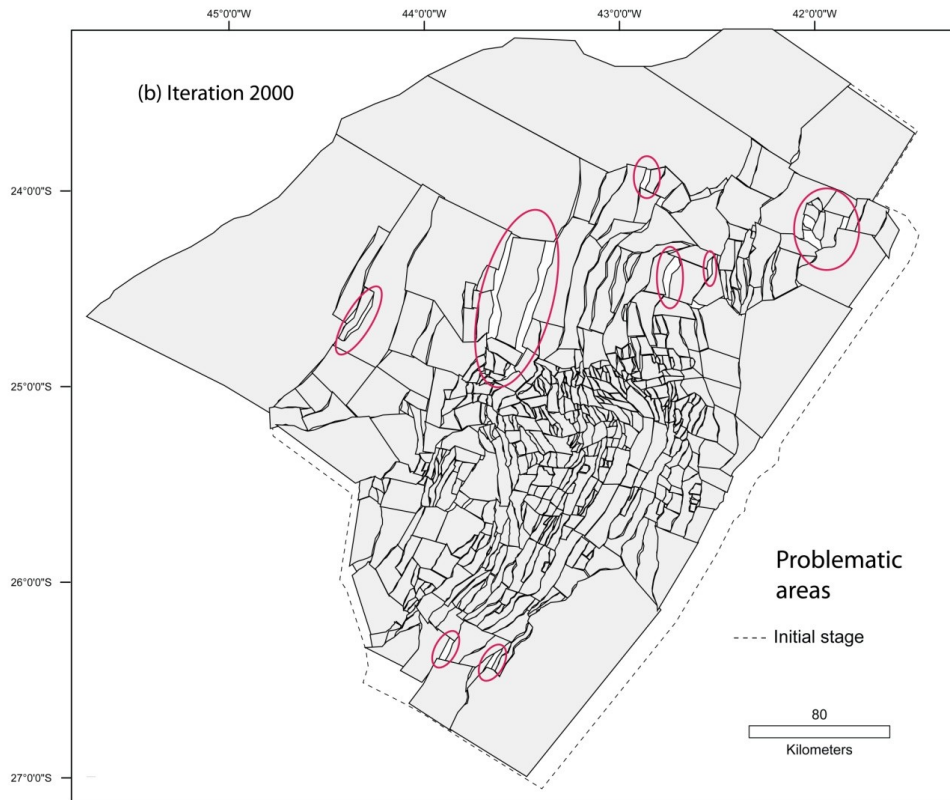 45°0'0"W 44°0'0"W 43°0'0"W 42°0'0"W
(b) Iteration 2000
24°0'0"S
25°0'0"S
26°0'0"S
27°0'0"S
Problematic
areas
Initial stage
80
Kilometers